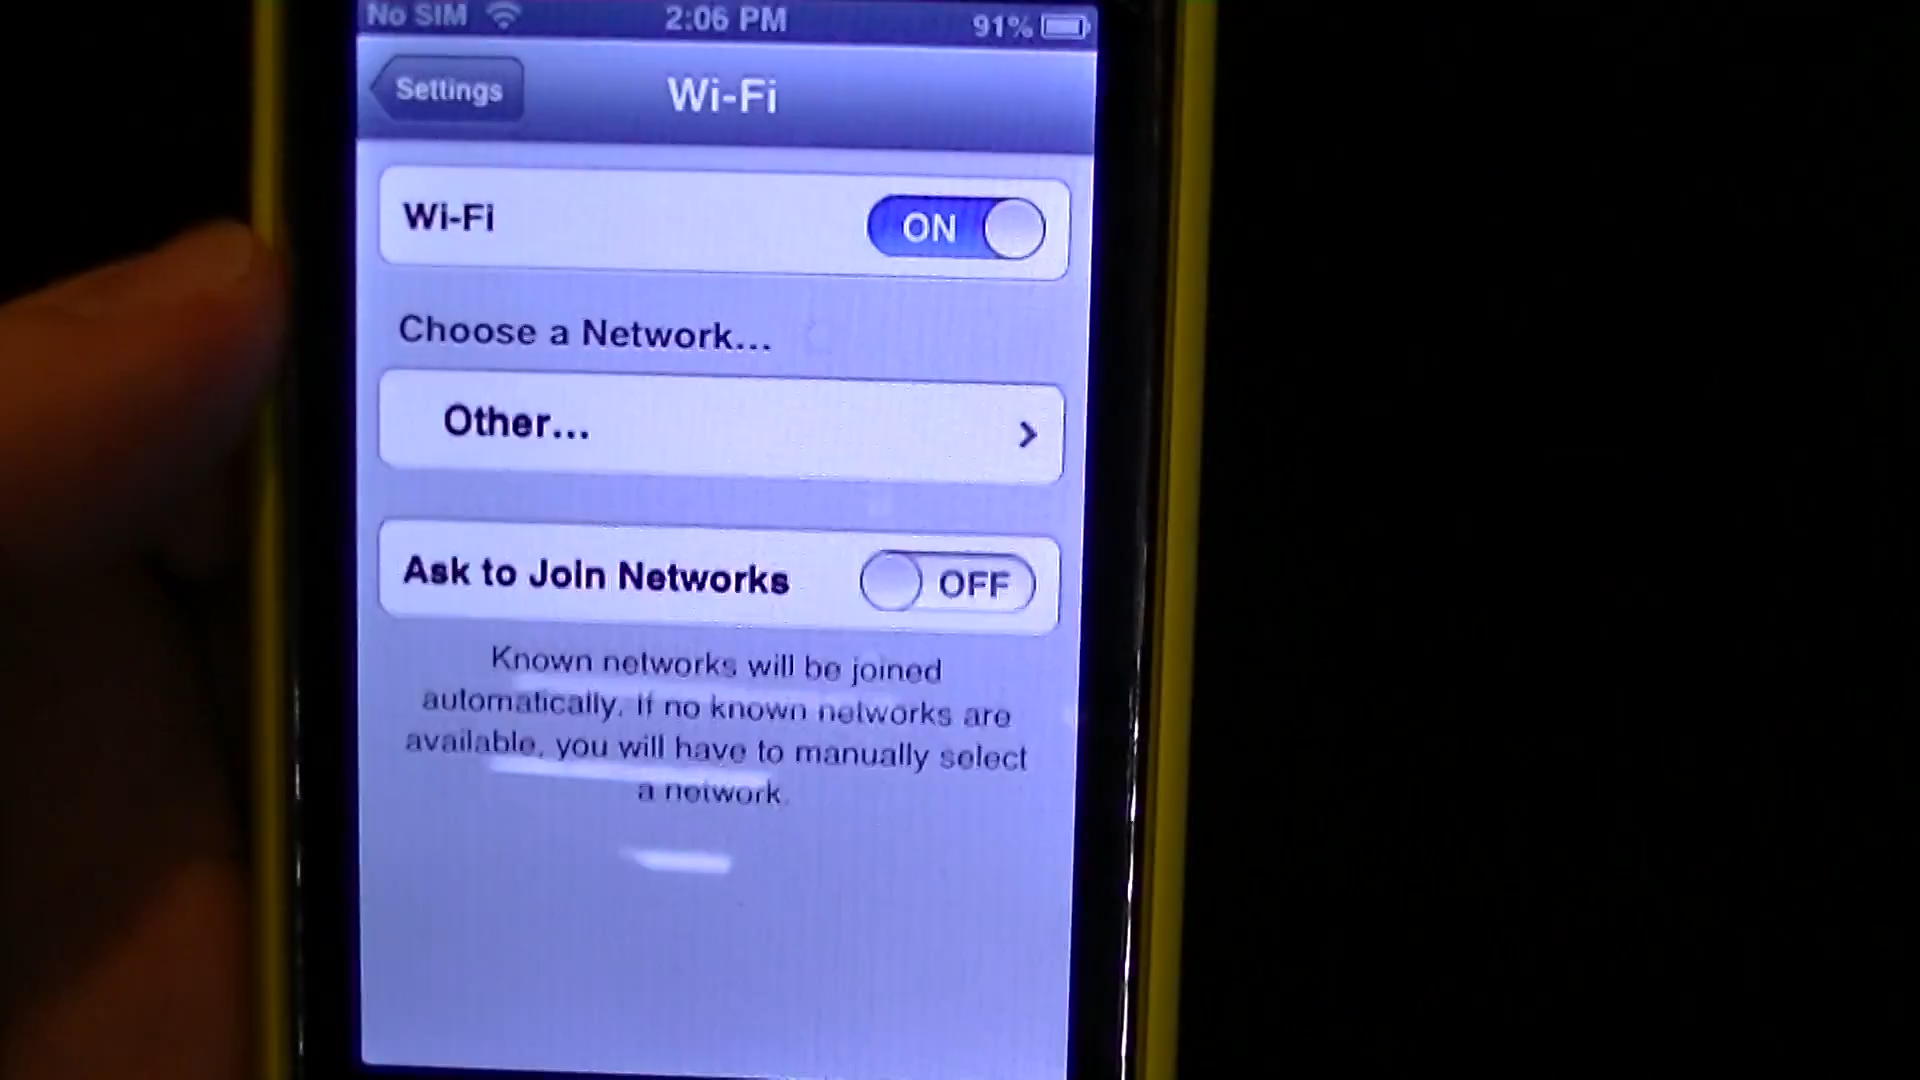 No SIM 2:06 PM 91%
Settings Wi-Fi
Wi-Fi ON
Choose a Network...
Other...
Ask to Join Networks OFF
Known networks will be joined
automatically. If no known networks are
available, you will have to manually select
a network.